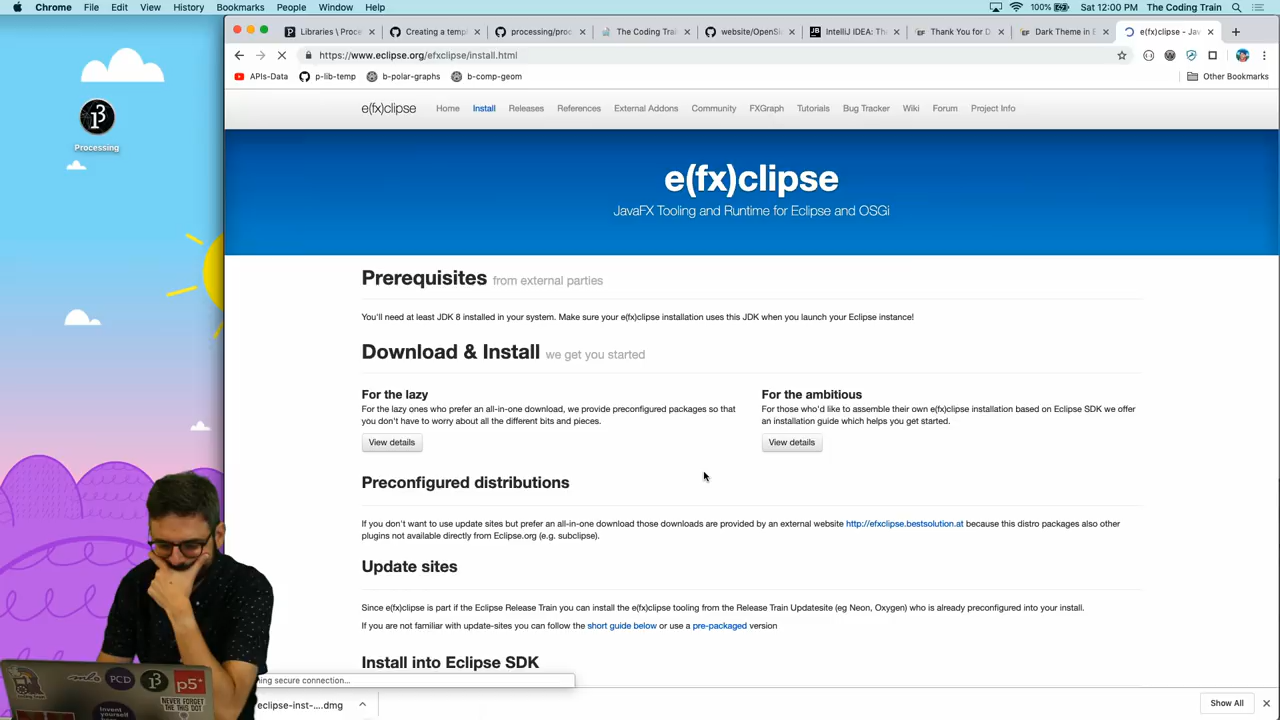 Chrome File Edit View History Bookmarks People Window Help 100% Sat 12:00 PM The Coding Train
Libraries \ Proce
Creating a templ
processing/proc
The Coding Trai
website/OpenSi
IntelliJ IDEA: Th
Thank You for D
Dark Theme in E
e(fx)clipse - Jav
https://www.eclipse.org/efxclipse/install.html
APIs-Data p-lib-temp b-polar-graphs b-comp-geom Other Bookmarks
Processing
e(fx)clipse Home Install Releases References External Addons Community FXGraph Tutorials Bug Tracker Wiki Forum Project Info
e(fx)clipse
JavaFX Tooling and Runtime for Eclipse and OSGi
Prerequisites from external parties
You'll need at least JDK 8 installed in your system. Make sure your e(fx)clipse installation uses this JDK when you launch your Eclipse instance!
Download & Install we get you started
For the lazy
For the lazy ones who prefer an all-in-one download, we provide preconfigured packages so that
you don't have to worry about all the different bits and pieces.
View details
For the ambitious
For those who'd like to assemble their own e(fx)clipse installation based on Eclipse SDK we offer
an installation guide which helps you get started.
View details
Preconfigured distributions
If you don't want to use update sites but prefer an all-in-one download those downloads are provided by an external website http://efxclipse.bestsolution.at because this distro packages also other
plugins not available directly from Eclipse.org (e.g. subclipse).
Update sites
Since e(fx)clipse is part if the Eclipse Release Train you can install the e(fx)clipse tooling from the Release Train Updatesite (eg Neon, Oxygen) who is already preconfigured into your install.
If you are not familiar with update-sites you can follow the short guide below or use a pre-packaged version
Install into Eclipse SDK
hing secure connection...
eclipse-inst-....dmg
Show All
PCD
p5*
NEVER FORGET
THE THIS DOT
Invent
yourself